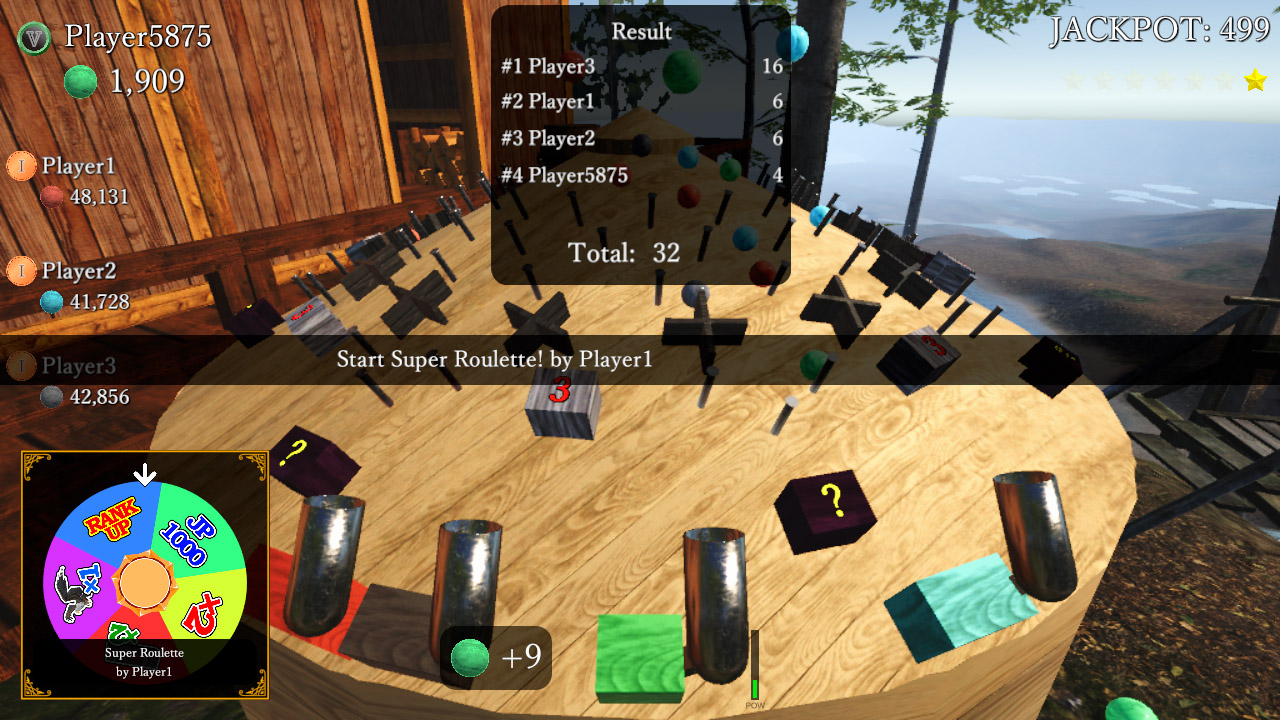 V Player5875
1,909
Result
#1 Player3 16
#2 Player1 6
#3 Player2 6
#4 Player5875 4
Total: 32
JACKPOT: 499
I Player1
48,131
I Player2
41,728
Start Super Roulette! by Player1
I Player3
42,856
3
?
?
RANK UP
JP 1000
Super Roulette
by Player1
+9
POW